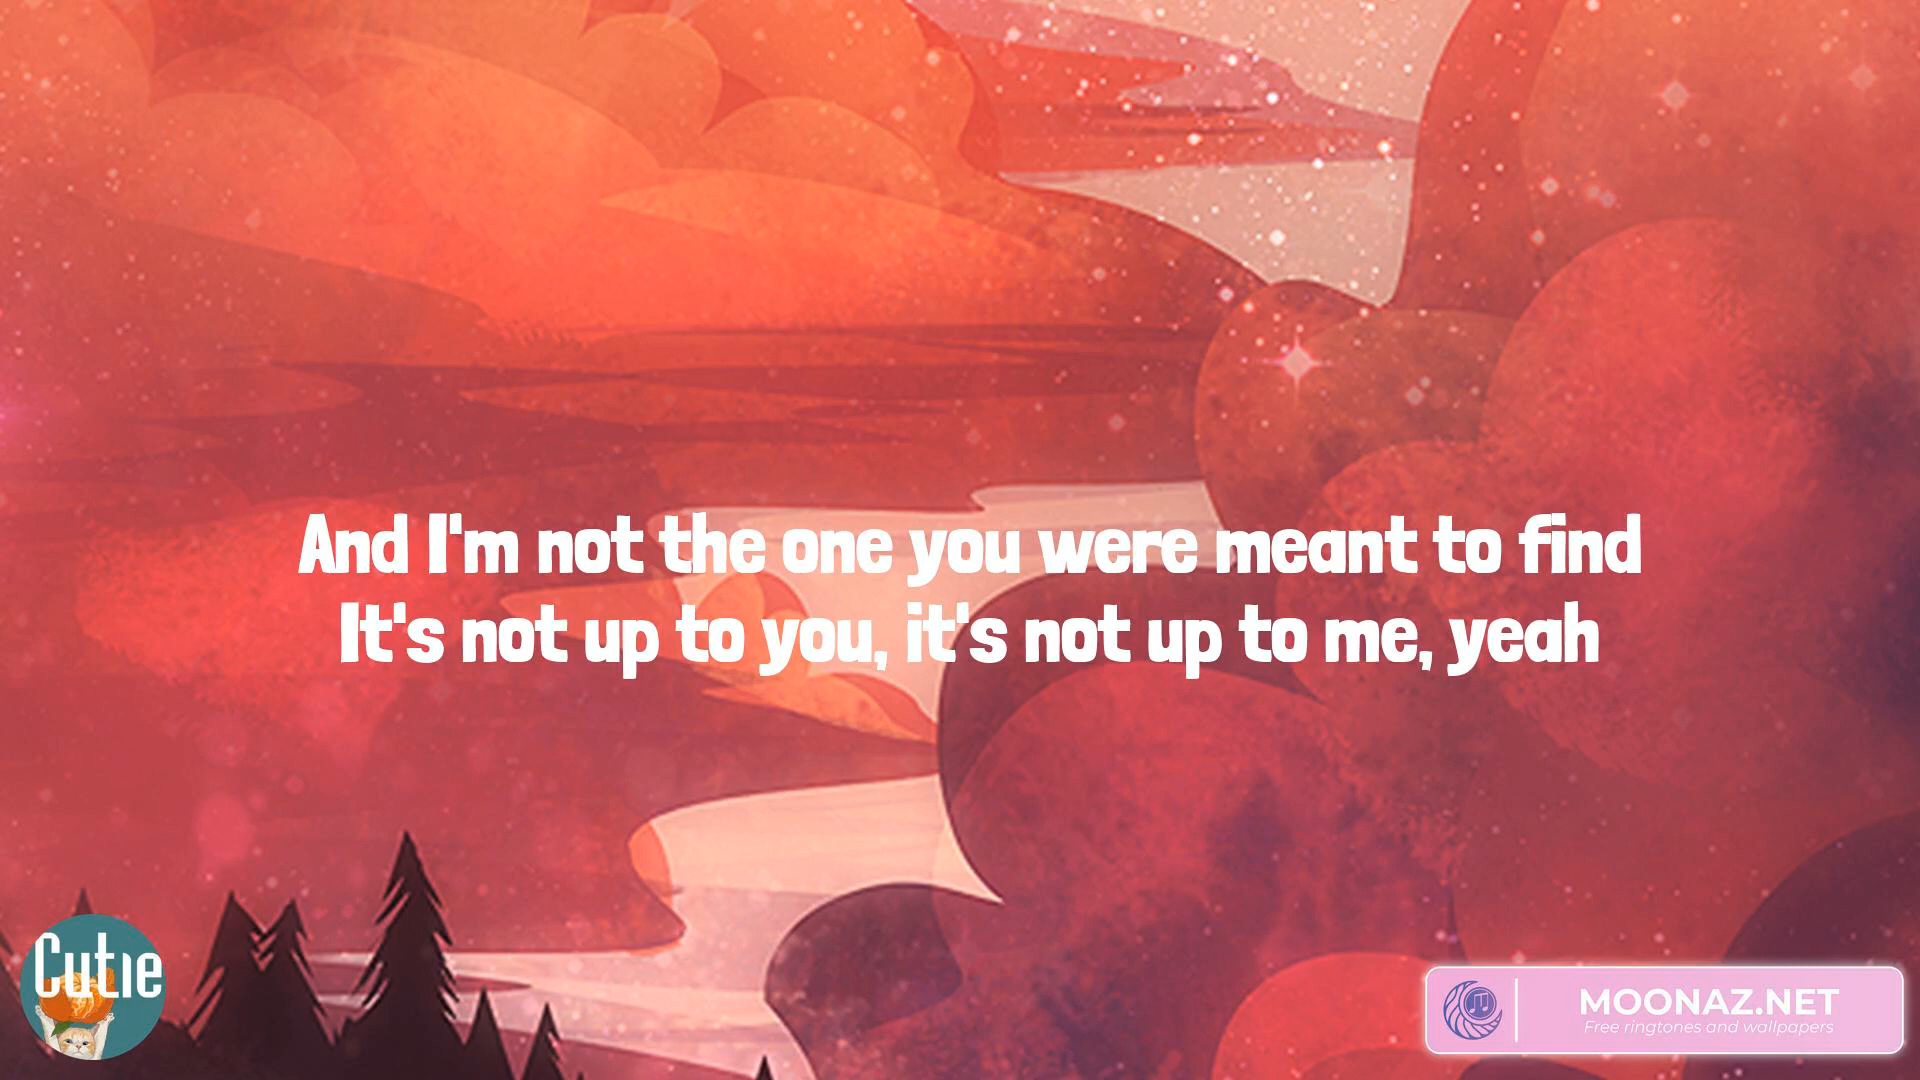 And I'm not the one you were meant to find
It's not up to you, it's not up to me, yeah
Cutie
MOONAZ.NET
Free ringtones and wallpapers